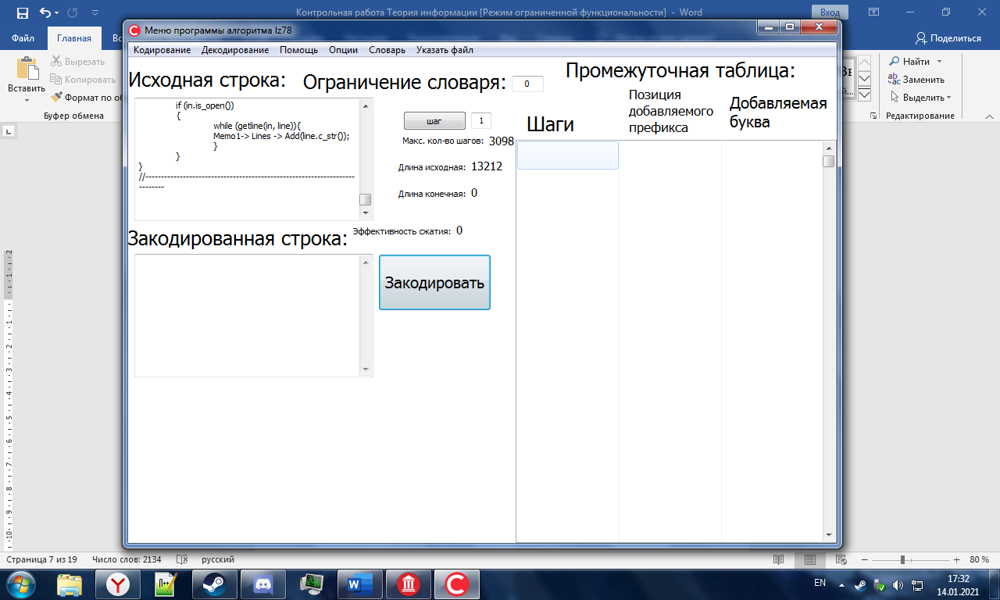 Контрольная работа Теория информации [Режим ограниченной функциональности] - Word
Вход
Файл
Главная
Поделиться
Вставить
Вырезать
Копировать
Формат по об
Буфер обмена
Найти
Заменить
Выделить
Редактирование
Меню программы алгоритма lz78
Кодирование Декодирование Помощь Опции Словарь Указать файл
Исходная строка:
Ограничение словаря: 0
Промежуточная таблица:
if (in.is_open())
{
while (getline(in, line)){
Memo1-> Lines -> Add(line.c_str());
}
}
}
//---------------------------------------------------------------------------
шаг 1
Макс. кол-во шагов: 3098
Длина исходная: 13212
Длина конечная: 0
Эффективность сжатия: 0
Шаги
Позиция
добавляемого
префикса
Добавляемая
буква
Закодированная строка:
Закодировать
Страница 7 из 19 Число слов: 2134 русский
80 %
EN
17:32
14.01.2021